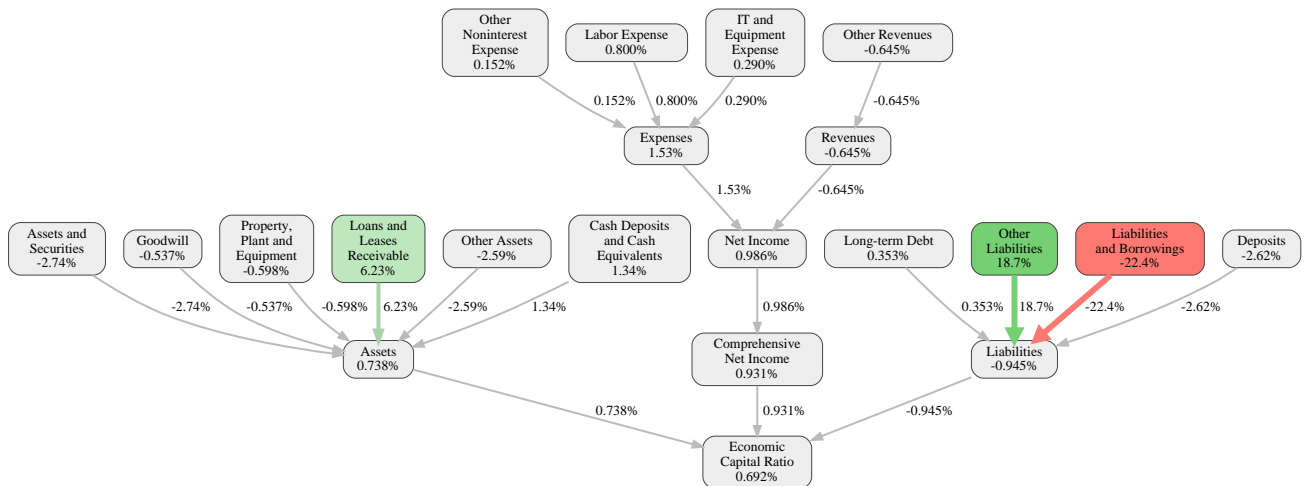 Other
Noninterest
Expense
0.152%
Labor Expense
0.800%
IT and
Equipment
Expense
0.290%
Other Revenues
-0.645%
0.152%
0.800%
0.290%
-0.645%
Expenses
1.53%
Revenues
-0.645%
1.53%
-0.645%
Assets and
Securities
-2.74%
Goodwill
-0.537%
Property,
Plant and
Equipment
-0.598%
Loans and
Leases
Receivable
6.23%
Other Assets
-2.59%
Cash Deposits
and Cash
Equivalents
1.34%
Net Income
0.986%
Long-term Debt
0.353%
Other
Liabilities
18.7%
Liabilities
and Borrowings
-22.4%
Deposits
-2.62%
-2.74%
-0.537%
-0.598%
6.23%
-2.59%
1.34%
0.986%
0.353%
18.7%
-22.4%
-2.62%
Assets
0.738%
Comprehensive
Net Income
0.931%
Liabilities
-0.945%
0.738%
0.931%
-0.945%
Economic
Capital Ratio
0.692%